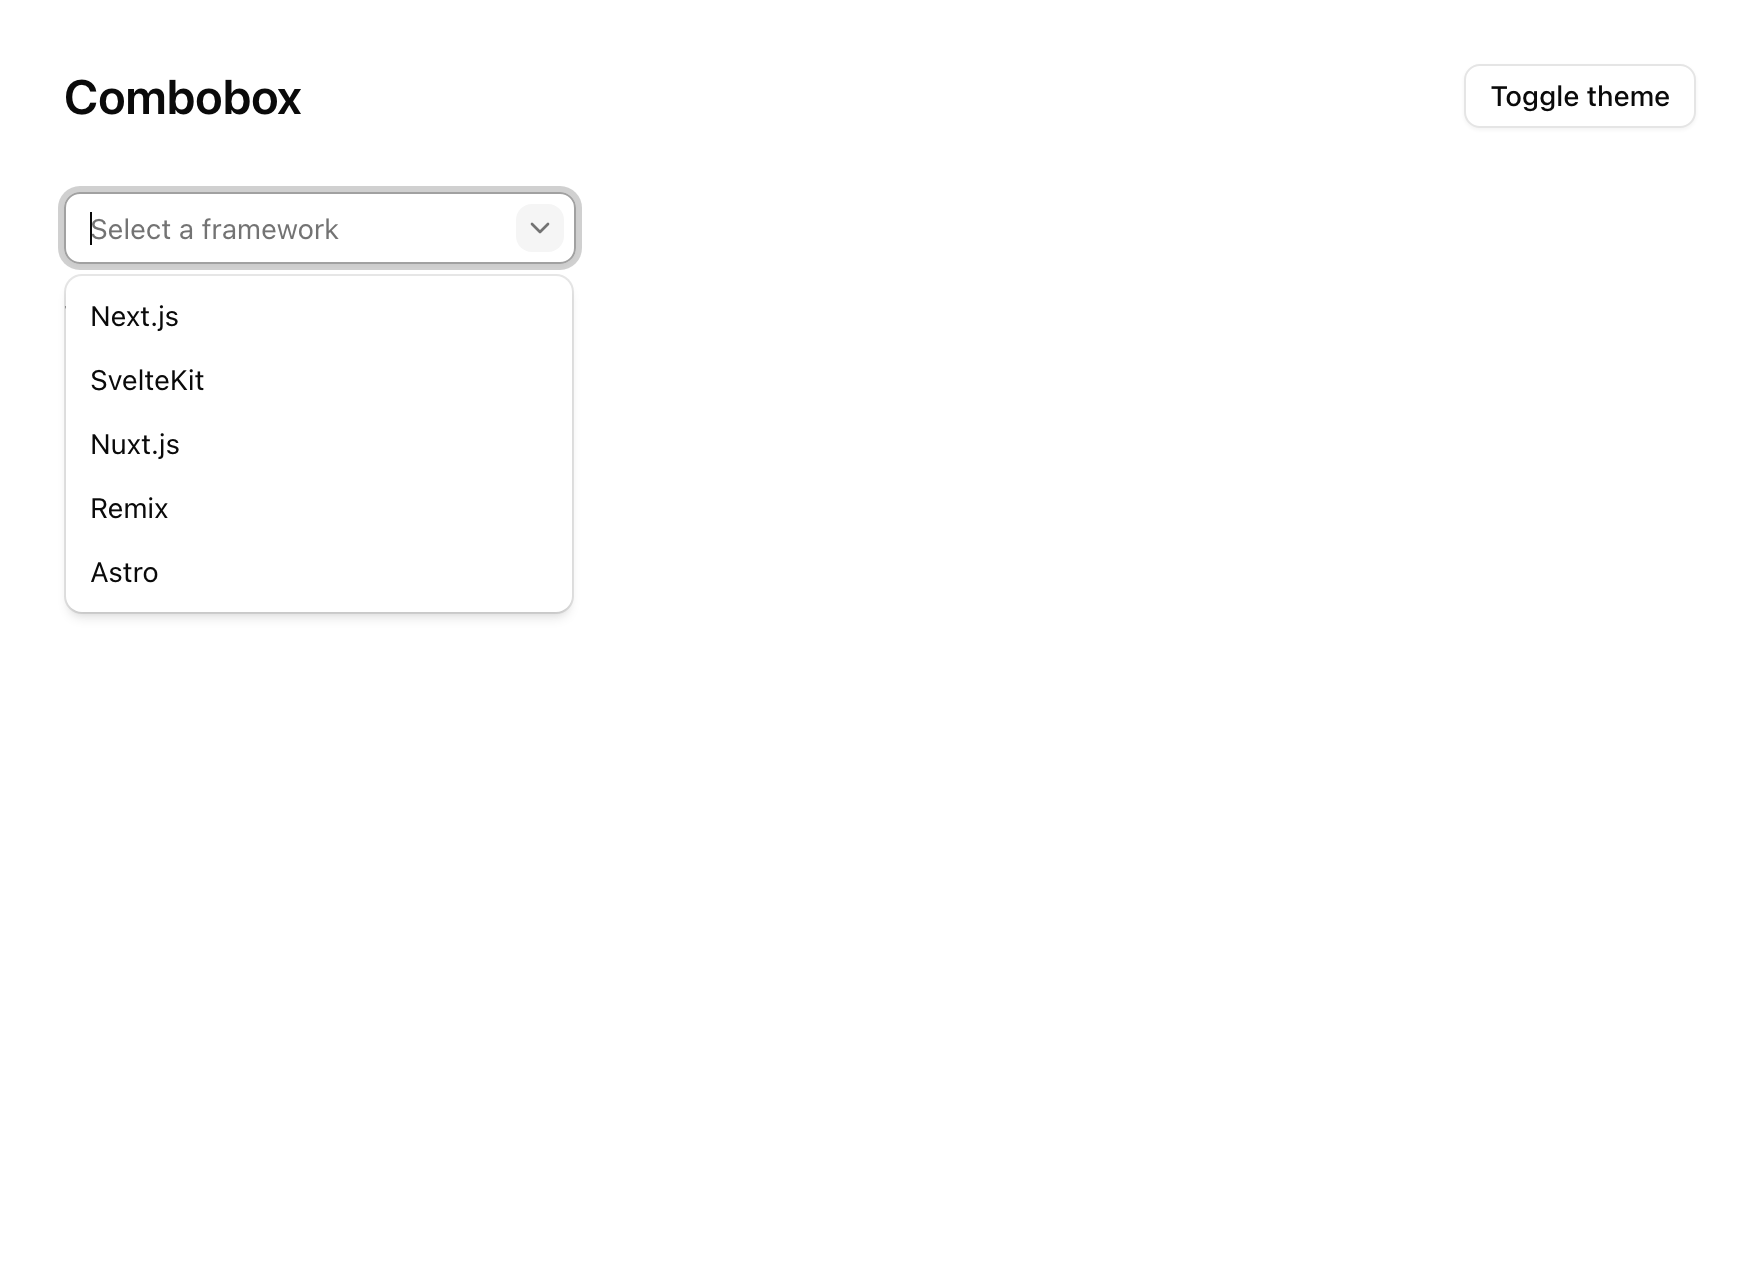 Combobox
Toggle theme
Select a framework
Next.js
SvelteKit
Nuxt.js
Remix
Astro